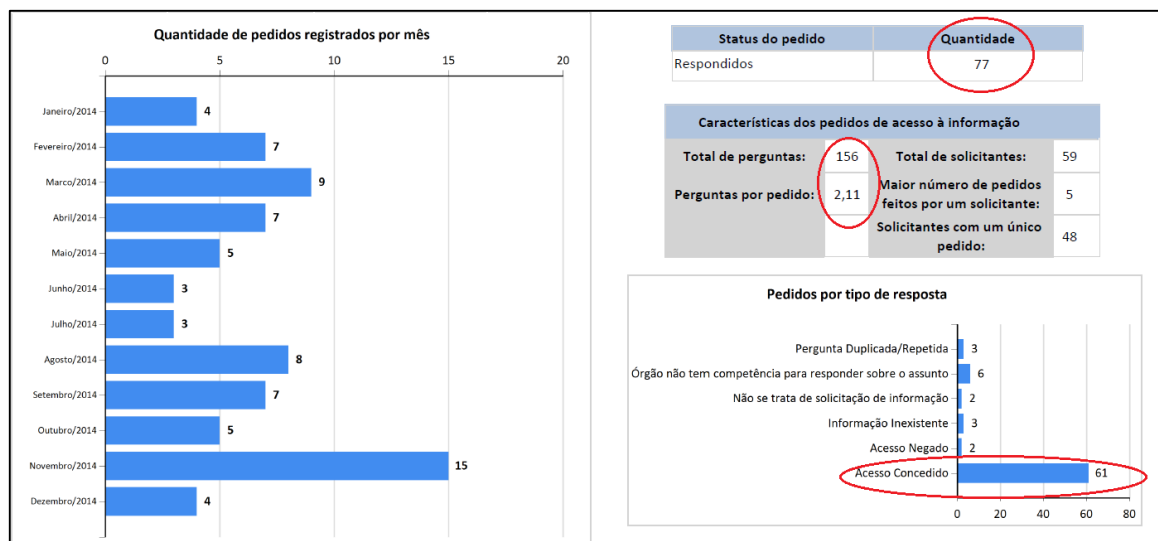 Quantidade de pedidos registrados por mês
0 5 10 15 20
Janeiro/2014 4
Fevereiro/2014 7
Marco/2014 9
Abril/2014 7
Maio/2014 5
Junho/2014 3
Julho/2014 3
Agosto/2014 8
Setembro/2014 7
Outubro/2014 5
Novembro/2014 15
Dezembro/2014 4
Status do pedido Quantidade
Respondidos 77
Características dos pedidos de acesso à informação
Total de perguntas: 156 Total de solicitantes: 59
Perguntas por pedido: 2,11 Maior número de pedidos
feitos por um solicitante: 5
Solicitantes com um único
pedido: 48
Pedidos por tipo de resposta
Pergunta Duplicada/Repetida 3
Órgão não tem competência para responder sobre o assunto 6
Não se trata de solicitação de informação 2
Informação Inexistente 3
Acesso Negado 2
Acesso Concedido 61
0 20 40 60 80